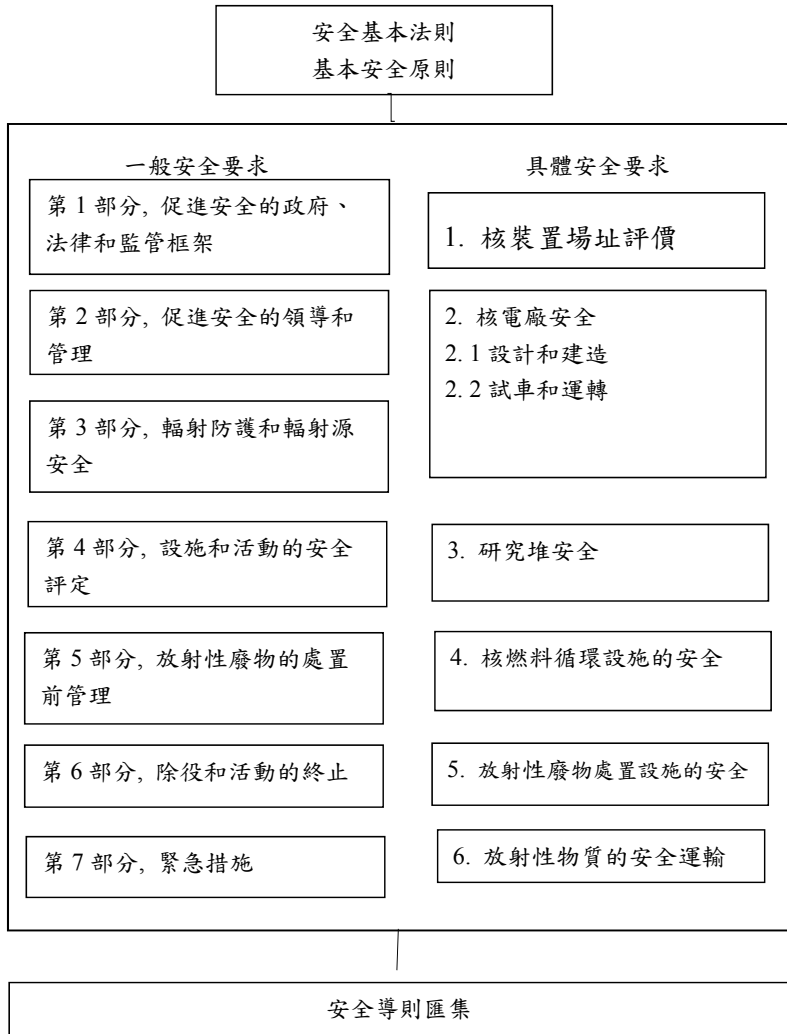 安全基本法則
基本安全原則
一般安全要求
第 1 部分, 促進安全的政府、
法律和監管框架
第 2 部分, 促進安全的領導和
管理
第 3 部分, 輻射防護和輻射源
安全
第 4 部分, 設施和活動的安全
評定
第 5 部分, 放射性廢物的處置
前管理
第 6 部分, 除役和活動的終止
第 7 部分, 緊急措施
具體安全要求
1. 核裝置場址評價
2. 核電廠安全
2. 1 設計和建造
2. 2 試車和運轉
3. 研究堆安全
4. 核燃料循環設施的安全
5. 放射性廢物處置設施的安全
6. 放射性物質的安全運輸
安全導則匯集